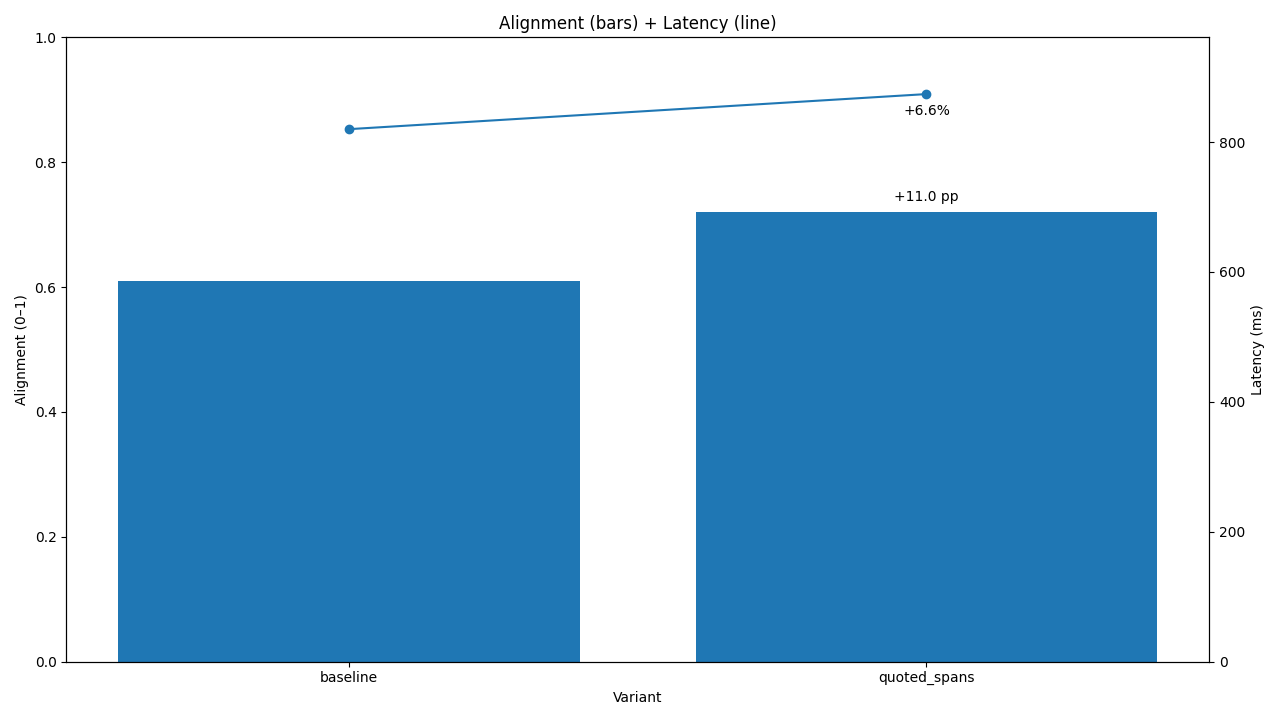 Alignment (bars) + Latency (line)
1.0
0.8
0.6
0.4
0.2
0.0
Alignment (0–1)
+6.6%
+11.0 pp
800
600
400
200
0
Latency (ms)
baseline
quoted_spans
Variant